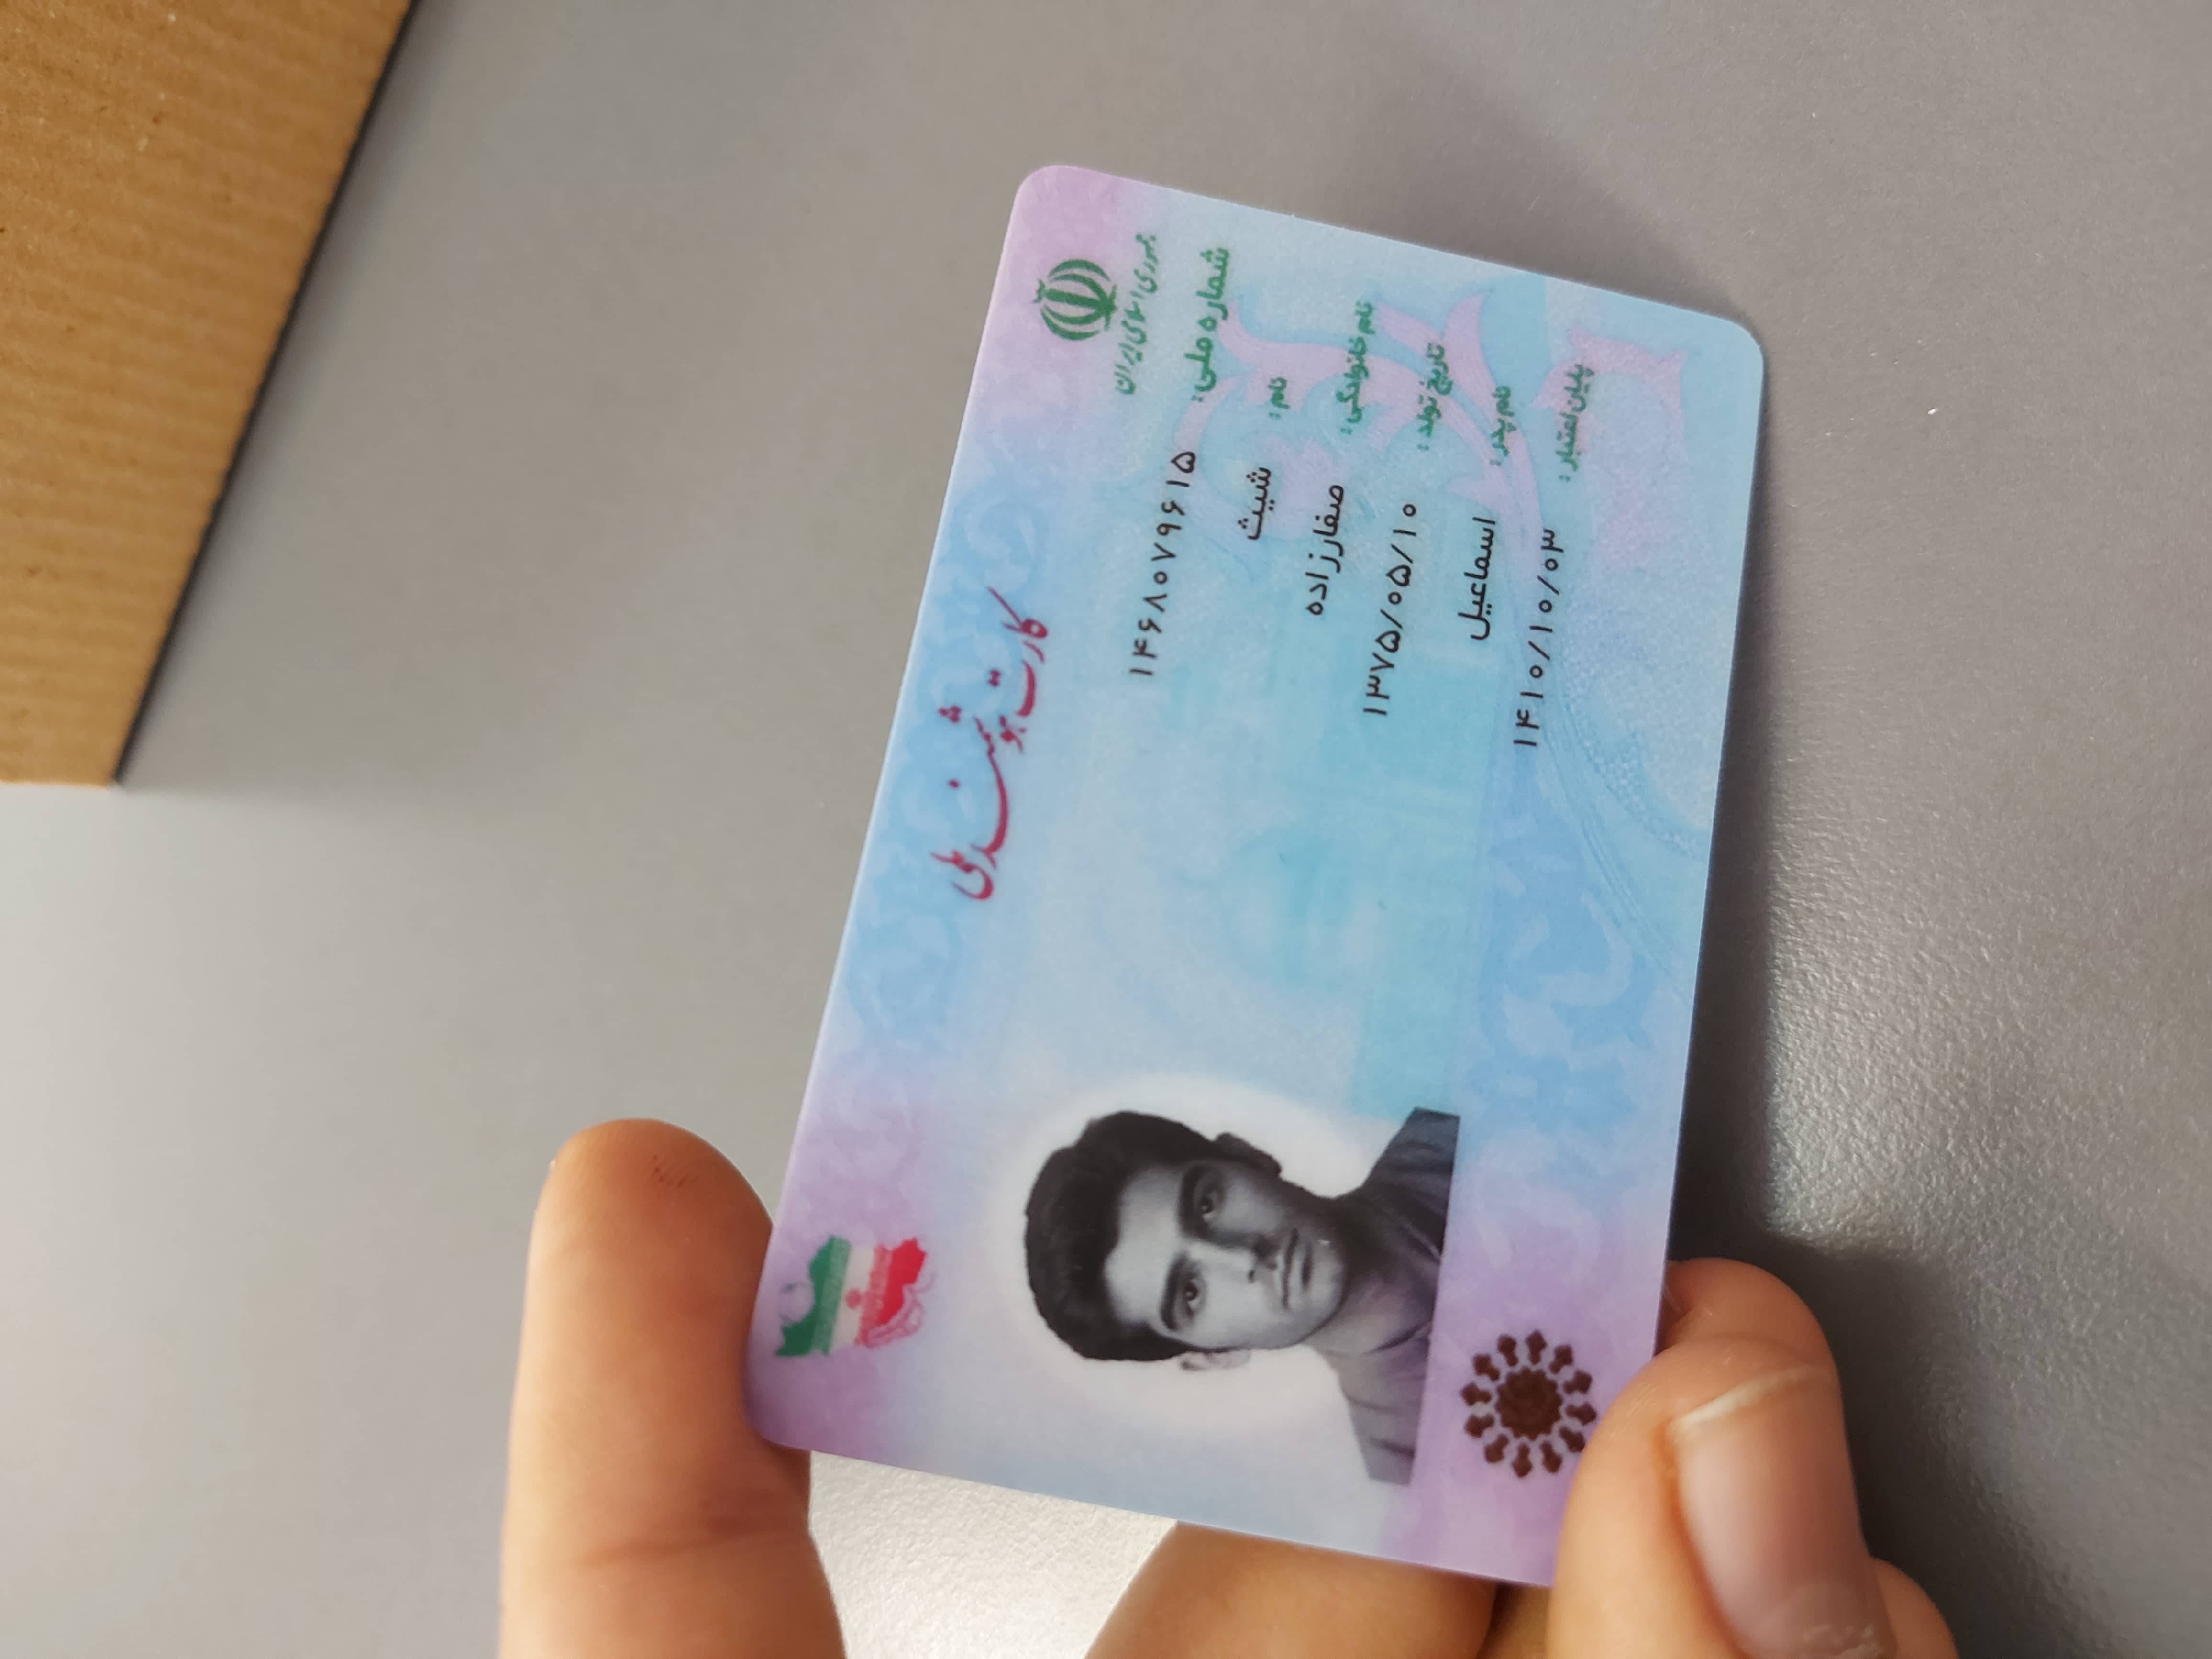 جمهوری اسلامی ایران
کارت هوشمند ملی
شماره ملی: ۱۴۶۸۰۷۹۶۱۵
نام: شیث
نام خانوادگی: صفارزاده
تاریخ تولد: ۱۳۷۵/۰۵/۱۰
نام پدر: اسماعیل
پایان اعتبار: ۱۴۱۰/۱۰/۰۳